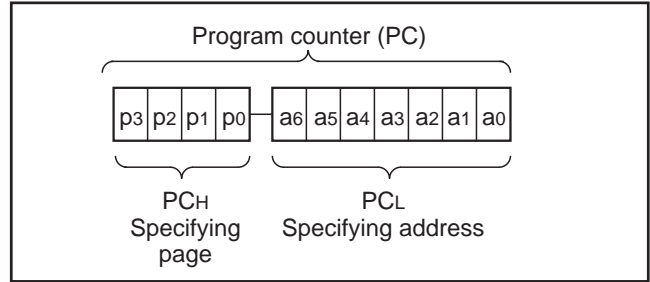 Program counter (PC)
p3 p2 p1 p0 a6 a5 a4 a3 a2 a1 a0
PCH PCL
Specifying page Specifying address